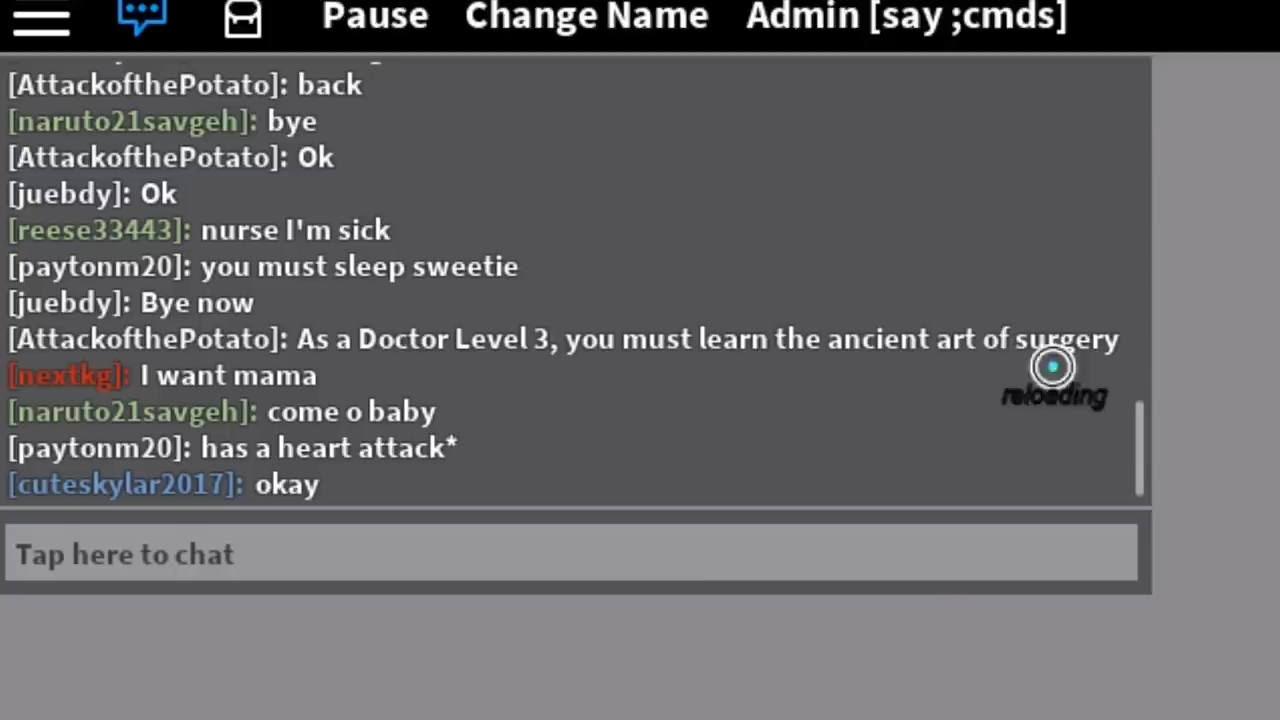 Pause Change Name Admin [say ;cmds]
[AttackofthePotato]: back
[naruto21savgeh]: bye
[AttackofthePotato]: Ok
[juebdy]: Ok
[reese33443]: nurse I'm sick
[paytonm20]: you must sleep sweetie
[juebdy]: Bye now
[AttackofthePotato]: As a Doctor Level 3, you must learn the ancient art of surgery
[nextkg]: I want mama
reloading
[naruto21savgeh]: come o baby
[paytonm20]: has a heart attack*
[cuteskylar2017]: okay
Tap here to chat